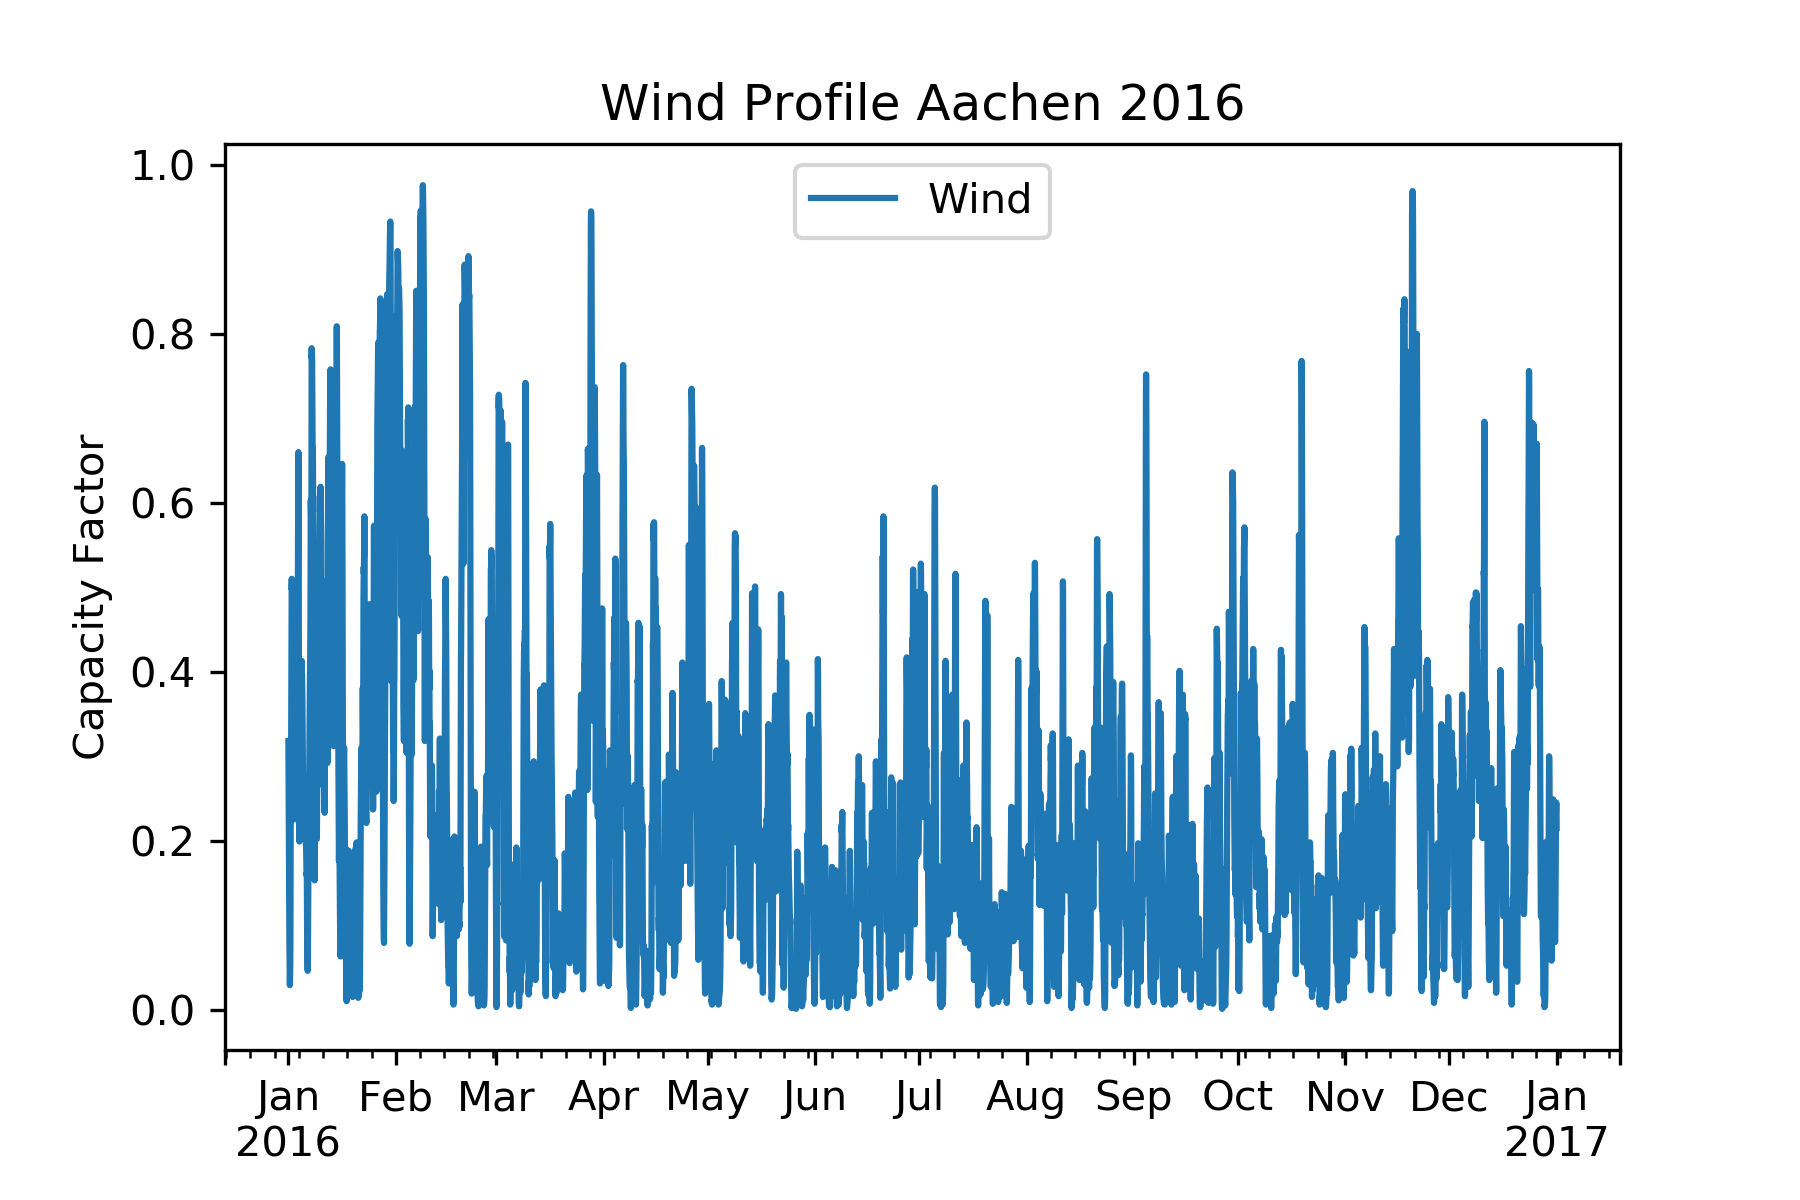 Wind Profile Aachen 2016
Wind
1.0
0.8
0.6
0.4
0.2
0.0
Capacity Factor
Jan Feb Mar Apr May Jun Jul Aug Sep Oct Nov Dec Jan
2016 2017